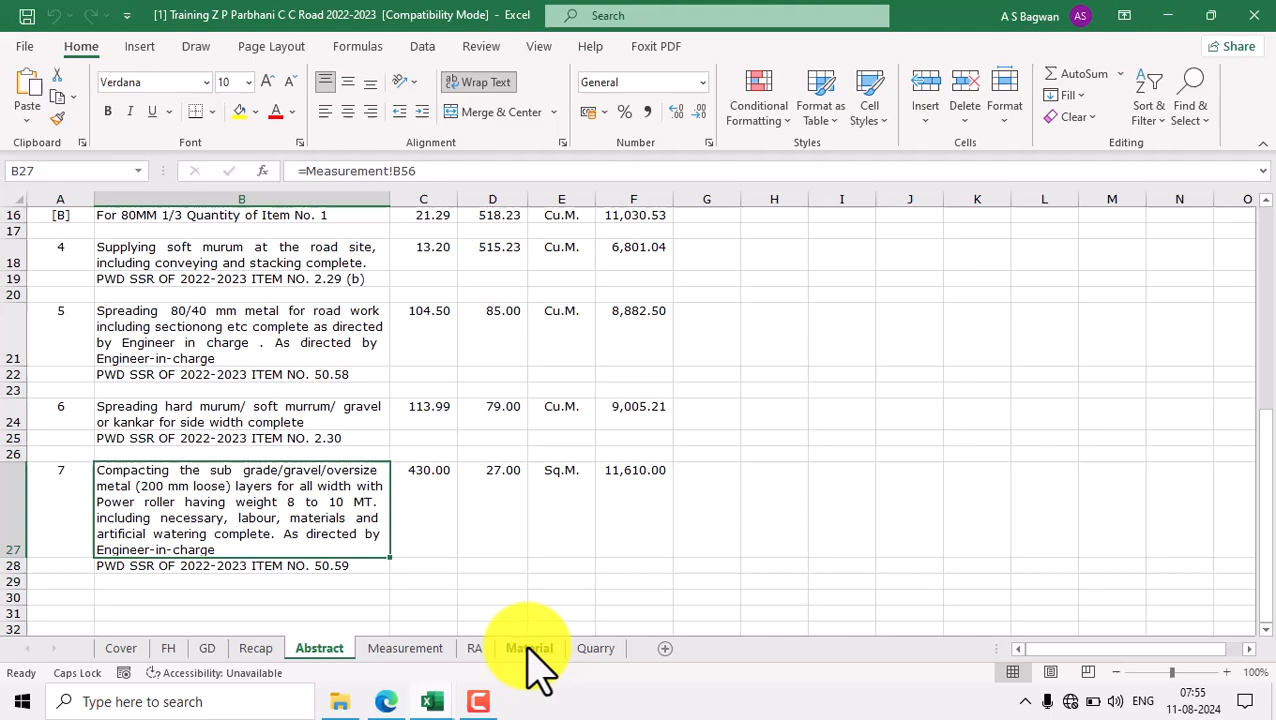 [1] Training Z P Parbhani C C Road 2022-2023 [Compatibility Mode] - Excel
Search
A S Bagwan
AS
File Home Insert Draw Page Layout Formulas Data Review View Help Foxit PDF
Share
Paste
Verdana
10
B I U
Wrap Text
Merge & Center
General
Conditional Formatting
Format as Table
Cell Styles
Insert
Delete
Format
AutoSum
Fill
Clear
Sort & Filter
Find & Select
Clipboard Font Alignment Number Styles Cells Editing
B27
fx
=Measurement!B56
A B C D E F G H I J K L M N O
16 [B] For 80MM 1/3 Quantity of Item No. 1 21.29 518.23 Cu.M. 11,030.53
17
4 Supplying soft murum at the road site, 13.20 515.23 Cu.M. 6,801.04
18 including conveying and stacking complete.
19 PWD SSR OF 2022-2023 ITEM NO. 2.29 (b)
20
5 Spreading 80/40 mm metal for road work 104.50 85.00 Cu.M. 8,882.50
including sectionong etc complete as directed
by Engineer in charge . As directed by
21 Engineer-in-charge
22 PWD SSR OF 2022-2023 ITEM NO. 50.58
23
6 Spreading hard murum/ soft murrum/ gravel 113.99 79.00 Cu.M. 9,005.21
24 or kankar for side width complete
25 PWD SSR OF 2022-2023 ITEM NO. 2.30
26
7 Compacting the sub grade/gravel/oversize 430.00 27.00 Sq.M. 11,610.00
metal (200 mm loose) layers for all width with
Power roller having weight 8 to 10 MT.
including necessary, labour, materials and
artificial watering complete. As directed by
27 Engineer-in-charge
28 PWD SSR OF 2022-2023 ITEM NO. 50.59
29
30
31
32
Cover FH GD Recap Abstract Measurement RA Material Quarry
Ready Caps Lock Accessibility: Unavailable 100%
Type here to search
ENG
07:55
11-08-2024